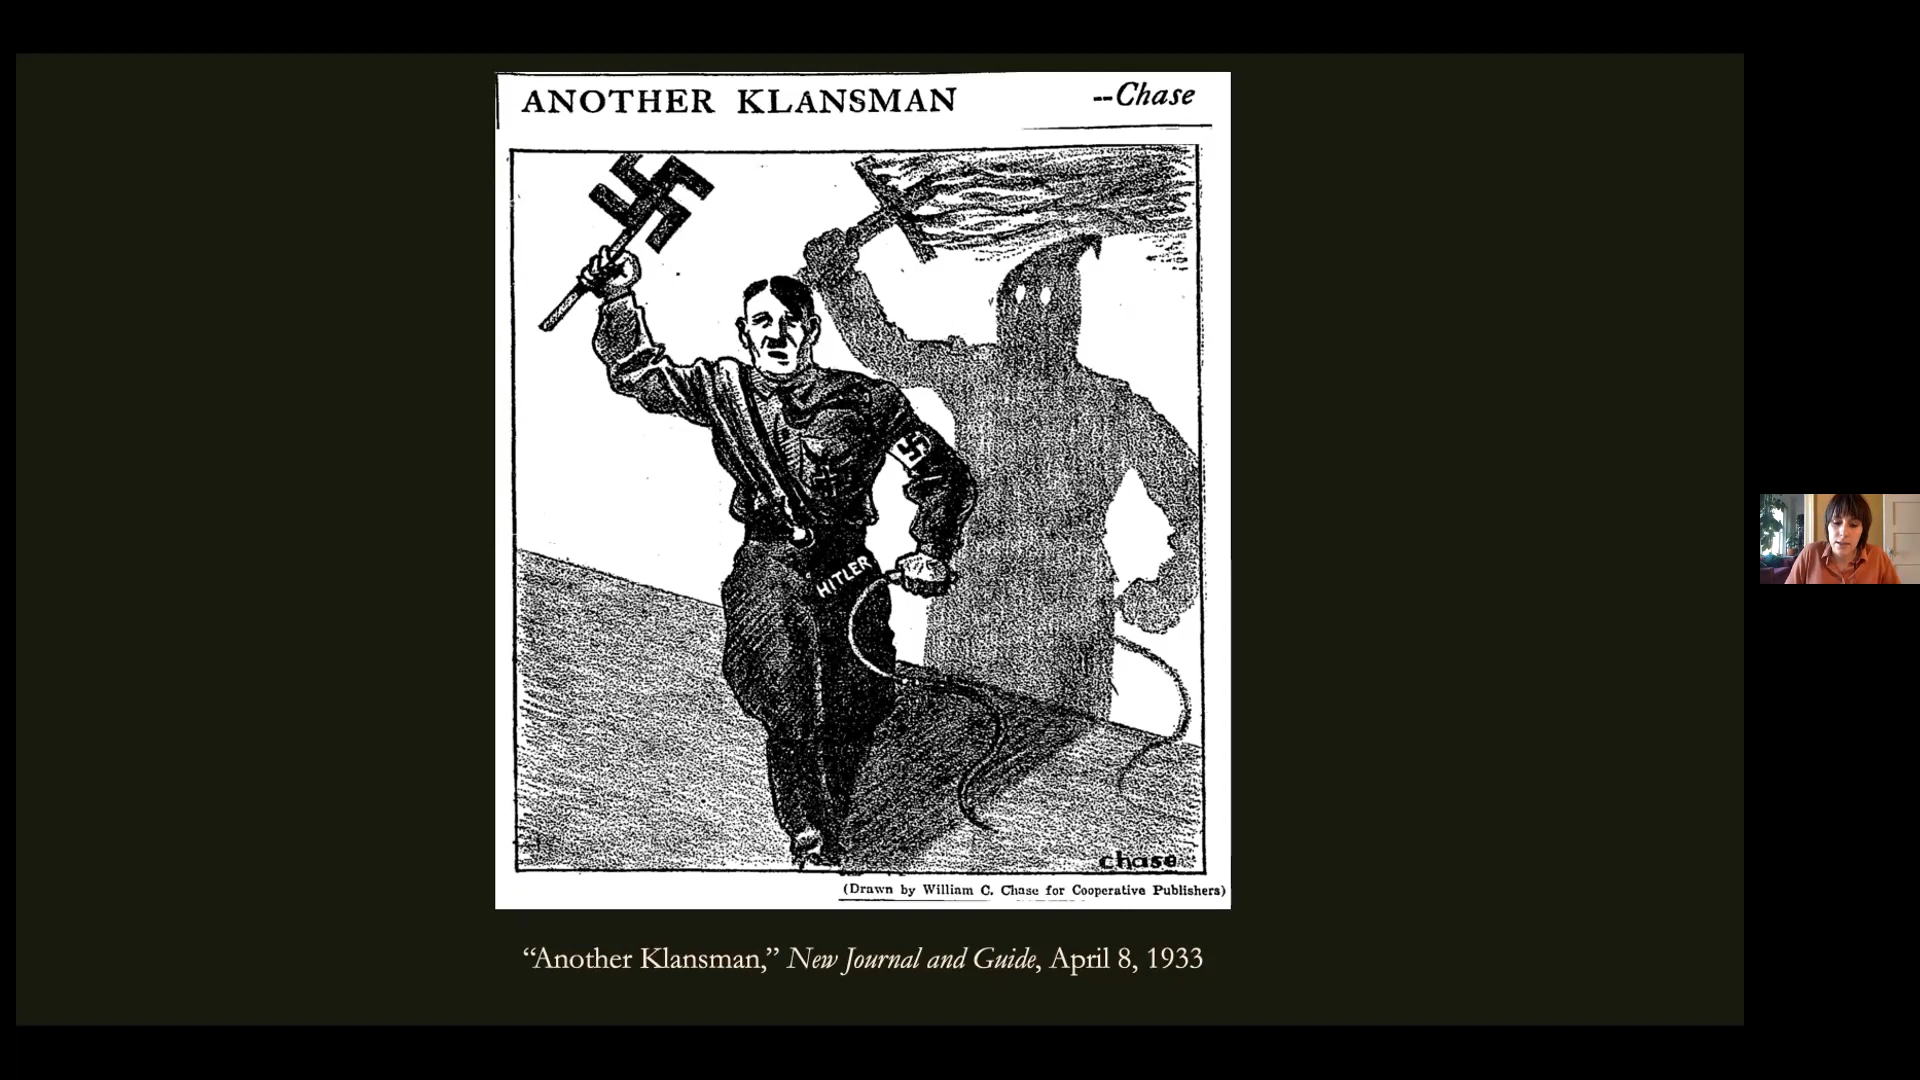 ANOTHER KLANSMAN --Chase
HITLER
chase
(Drawn by William C. Chase for Cooperative Publishers)
“Another Klansman,” New Journal and Guide, April 8, 1933